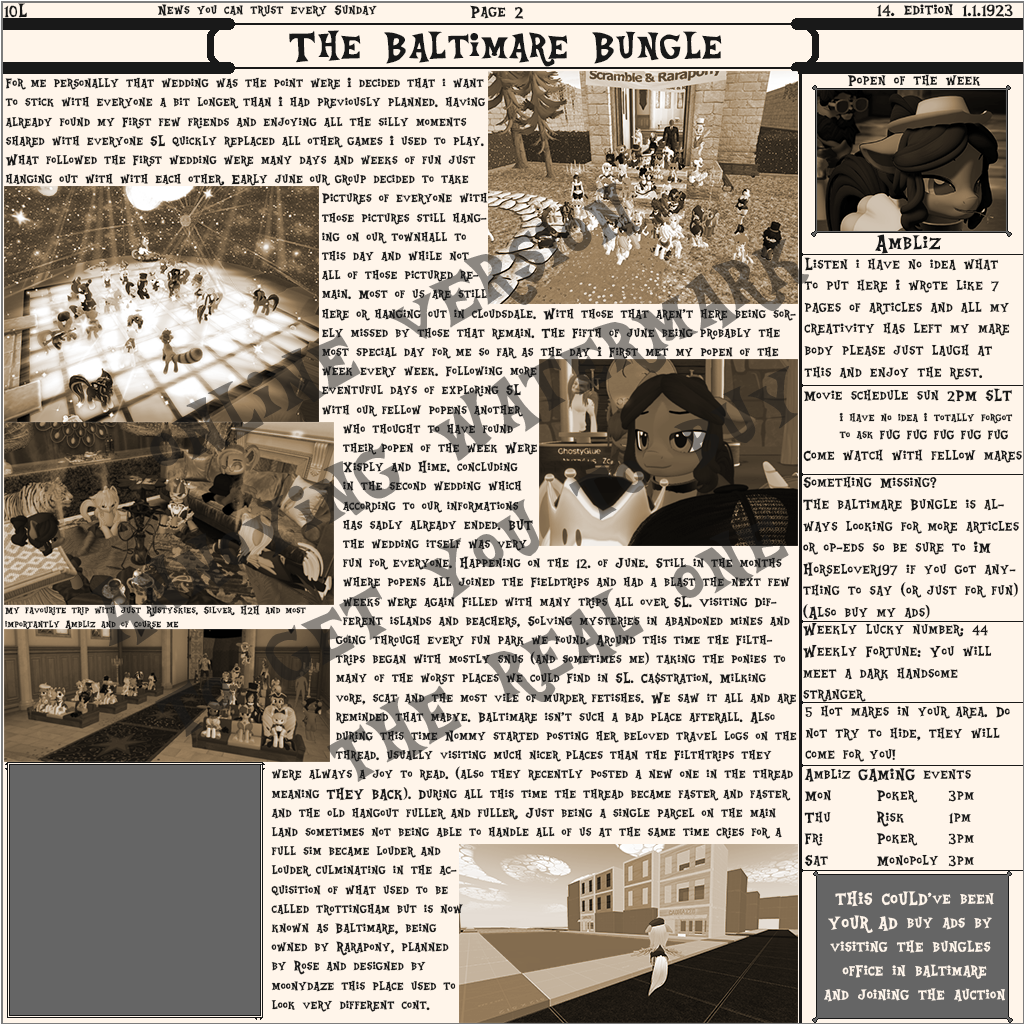 10L
News you can trust every Sunday
Page 2
14. edition 1.1.1923
The Baltimare Bungle
For me personally that wedding was the point were i decided that i want
to stick with everyone a bit longer than i had previously planned. Having
already found my first few friends and enjoying all the silly moments
shared with everyone SL quickly replaced all other games i used to play.
What followed the first wedding were many days and weeks of fun just
hanging out with with each other. Early june our group decided to take
Scramble & Rarapony
pictures of everyone with
those pictures still hang-
ing on our townhall to
this day and while not
all of those pictured re-
main. Most of us are still
here or hanging out in cloudsdale. With those that aren't here being sor-
ely missed by those that remain. The fifth of june being probably the
most special day for me so far as the day i first met my popen of the
week every week. Following more
eventuful days of exploring SL
with our fellow popens another
who thought to have found
their popen of the week were
Xisply and Hime. concluding
in the second wedding which
according to our informations
has sadly already ended. but
the wedding itself was very
GhostyGlue
fun for everyone. Happening on the 12. of June. Still in the months
where popens all joined the fieldtrips and had a blast the next few
weeks were again filled with many trips all over SL. visiting dif-
ferent islands and beachers, Solving mysteries in abandoned mines and
going through every fun park we found. Around this time the Filth-
trips began with mostly snus (and sometimes me) taking the ponies to
many of the worst places we could find in SL. Casstration, Milking
vore, scat and the most vile of murder fetishes. We saw it all and are
reminded that mabye. Baltimare isn't such a bad place afterall. Also
during this time Nommy started posting her beloved travel logs on the
thread. usually visiting much nicer places than the filthtrips they
were always a joy to read. (Also they recently posted a new one in the thread
meaning THEY BACK). During all this time the thread became faster and faster
and the old hangout fuller and fuller, Just being a single parcel on the main
land sometimes not being able to handle all of us at the same time cries for a
full sim became louder and
louder culminating in the ac-
quisition of what used to be
called trottingham but is now
known as Baltimare. being
owned by Rarapony, planned
by Rose and designed by
moonydaze this place used to
look very different cont.
my favourite trip with just Rustyskies, Silver, H2H and most
importantly Ambliz and of course me
Popen of the week
Ambliz
Listen i have no idea what
to put here i wrote like 7
pages of articles and all my
creativity has left my mare
body please just laugh at
this and enjoy the rest.
Movie schedule sun 2PM SLT
i have no idea i totally forgot
to ask fug fug fug fug fug
Come watch with fellow mares
Something Missing?
The baltimare Bungle is al-
ways looking for more articles
or op-eds so be sure to im
Horselover197 if you got any-
thing to say (or just for fun)
(Also buy my ads)
Weekly Lucky number: 44
Weekly Fortune: You will
meet a dark handsome
stranger
5 hot mares in your area. Do
not try to hide, they will
come for you!
Ambliz GAMING events
Mon Poker 3pm
Thu Risk 1pm
Fri Poker 3pm
Sat Monopoly 3pm
This could've been
YOUR AD buy ads by
visiting the bungles
office in baltimare
and joining the auction
ONLINE VERSION
DYING WATERMARK
GET YOU TO BUY
THE REAL ONE